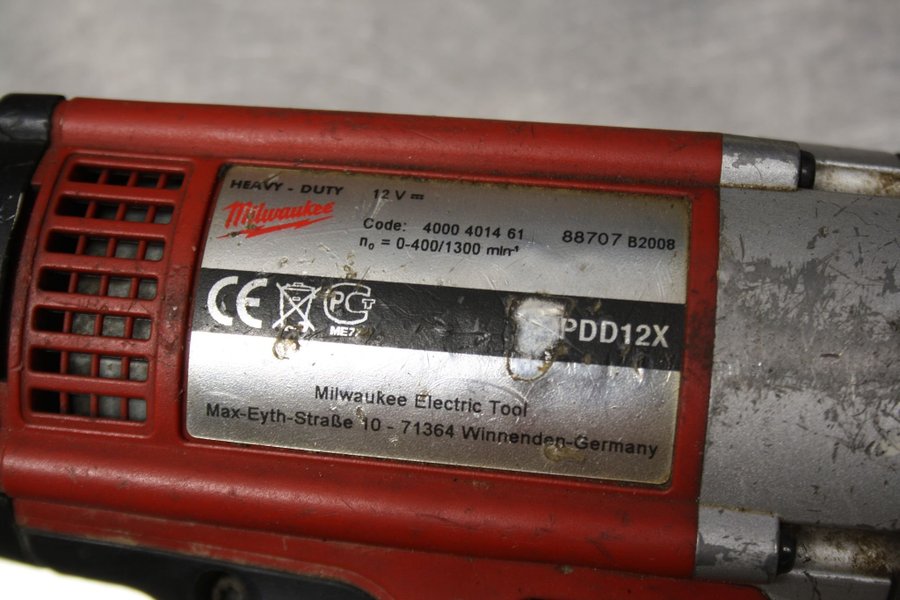 HEAVY - DUTY 12 V ⎓
Milwaukee
Code: 4000 4014 61 88707 B2008
n₀ = 0-400/1300 min⁻¹
CE PCT PDD12X
Milwaukee Electric Tool
Max-Eyth-Straße 10 - 71364 Winnenden-Germany